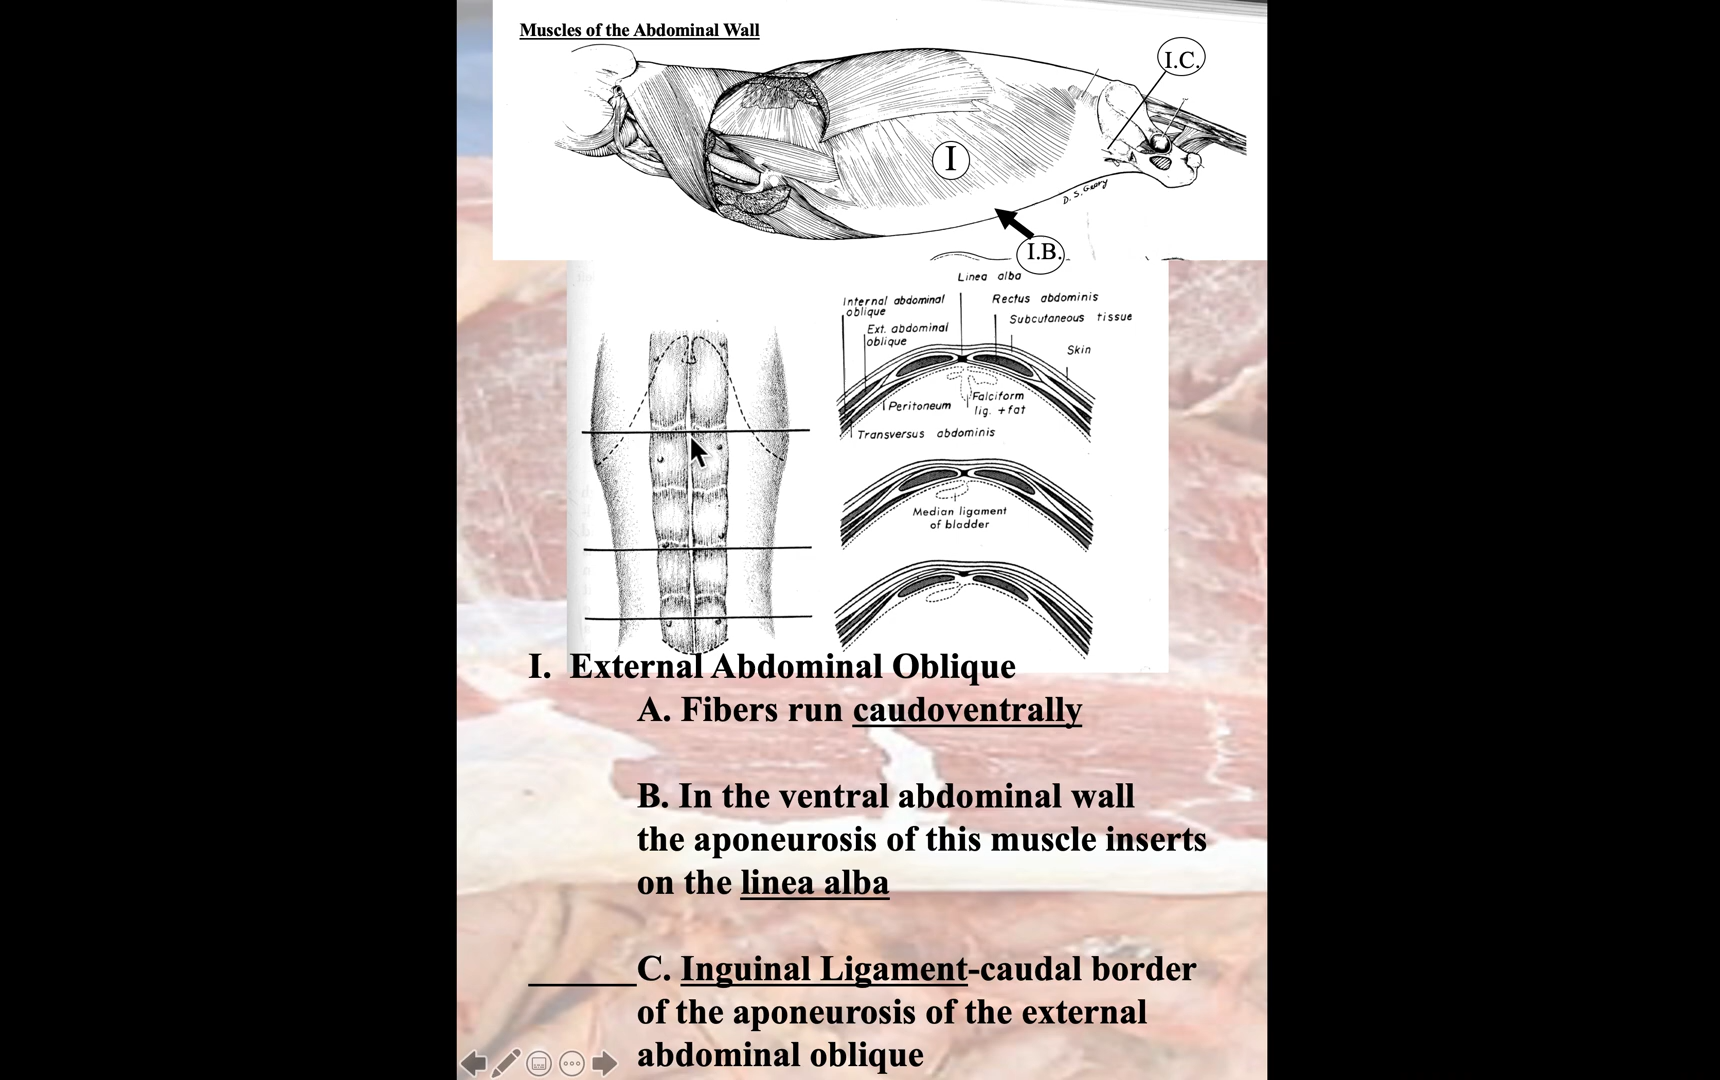 Muscles of the Abdominal Wall
I.C.
I
D. S. Geary
I.B.
Linea alba
Internal abdominal
oblique
Rectus abdominis
Subcutaneous tissue
Ext. abdominal
oblique
Skin
Peritoneum
Falciform
lig. + fat
Transversus abdominis
Median ligament
of bladder
I. External Abdominal Oblique
A. Fibers run caudoventrally
B. In the ventral abdominal wall
the aponeurosis of this muscle inserts
on the linea alba
C. Inguinal Ligament-caudal border
of the aponeurosis of the external
abdominal oblique